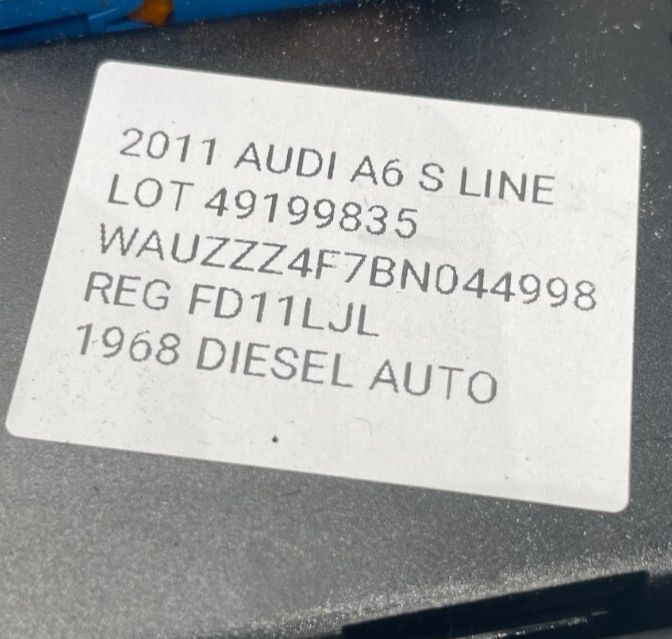 2011 AUDI A6 S LINE
LOT 49199835
WAUZZZ4F7BN044998
REG FD11LJL
1968 DIESEL AUTO